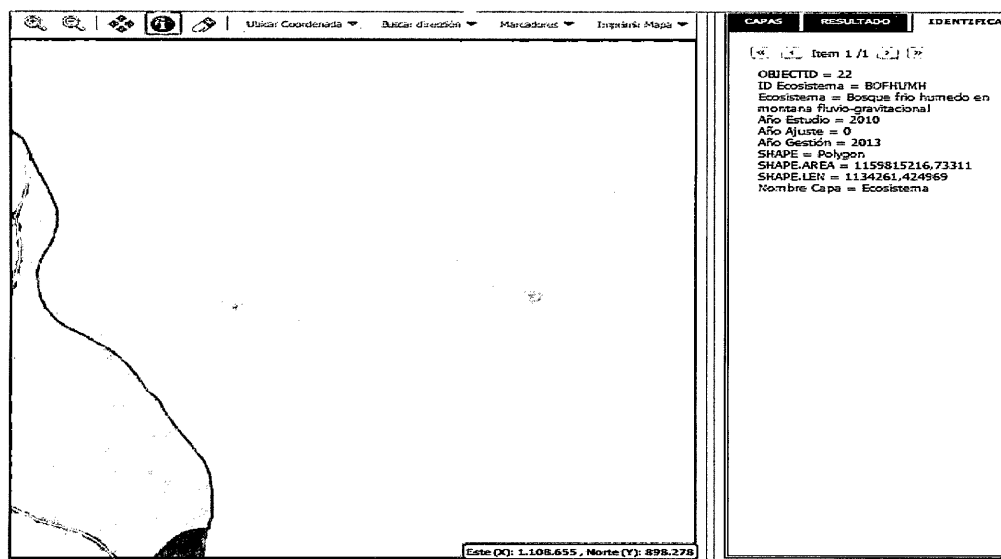 Ubicar Coordenada Buscar dirección Marcadores Imprimir Mapa
CAPAS RESULTADO IDENTIFICA
Item 1 /1
OBJECTID = 22
ID Ecosistema = BOFHUMH
Ecosistema = Bosque frio humedo en
montana fluvio-gravitacional
Año Estudio = 2010
Año Ajuste = 0
Año Gestión = 2013
SHAPE = Polygon
SHAPE.AREA = 1159815216,73311
SHAPE.LEN = 1134261,424969
Nombre Capa = Ecosistema
Este (X): 1.108.655 , Norte (Y): 898.278